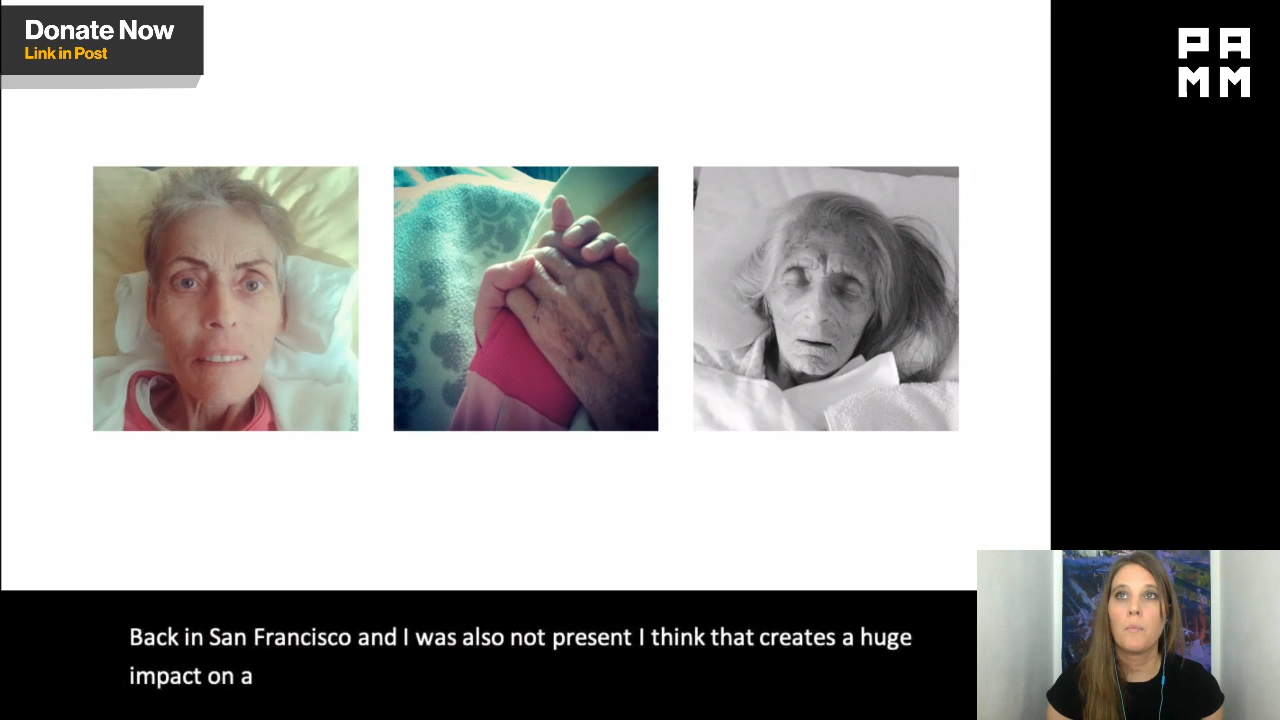 Donate Now
Link in Post
PA
MM
Back in San Francisco and I was also not present I think that creates a huge
impact on a